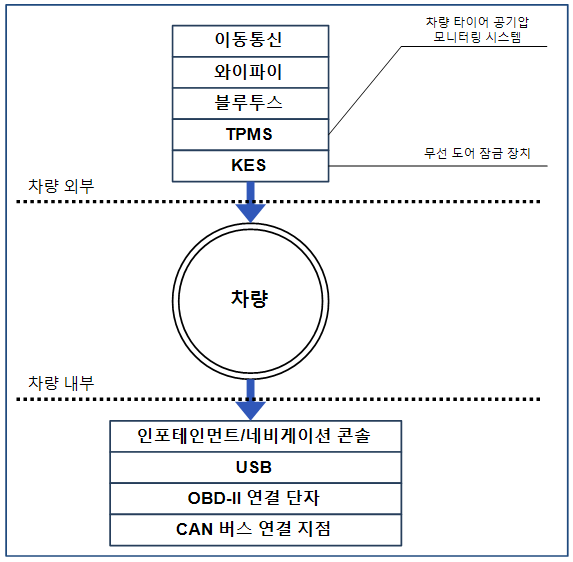 이동통신
와이파이
블루투스
TPMS
KES
차량 타이어 공기압
모니터링 시스템
무선 도어 잠금 장치
차량 외부
차량
차량 내부
인포테인먼트/네비게이션 콘솔
USB
OBD-II 연결 단자
CAN 버스 연결 지점